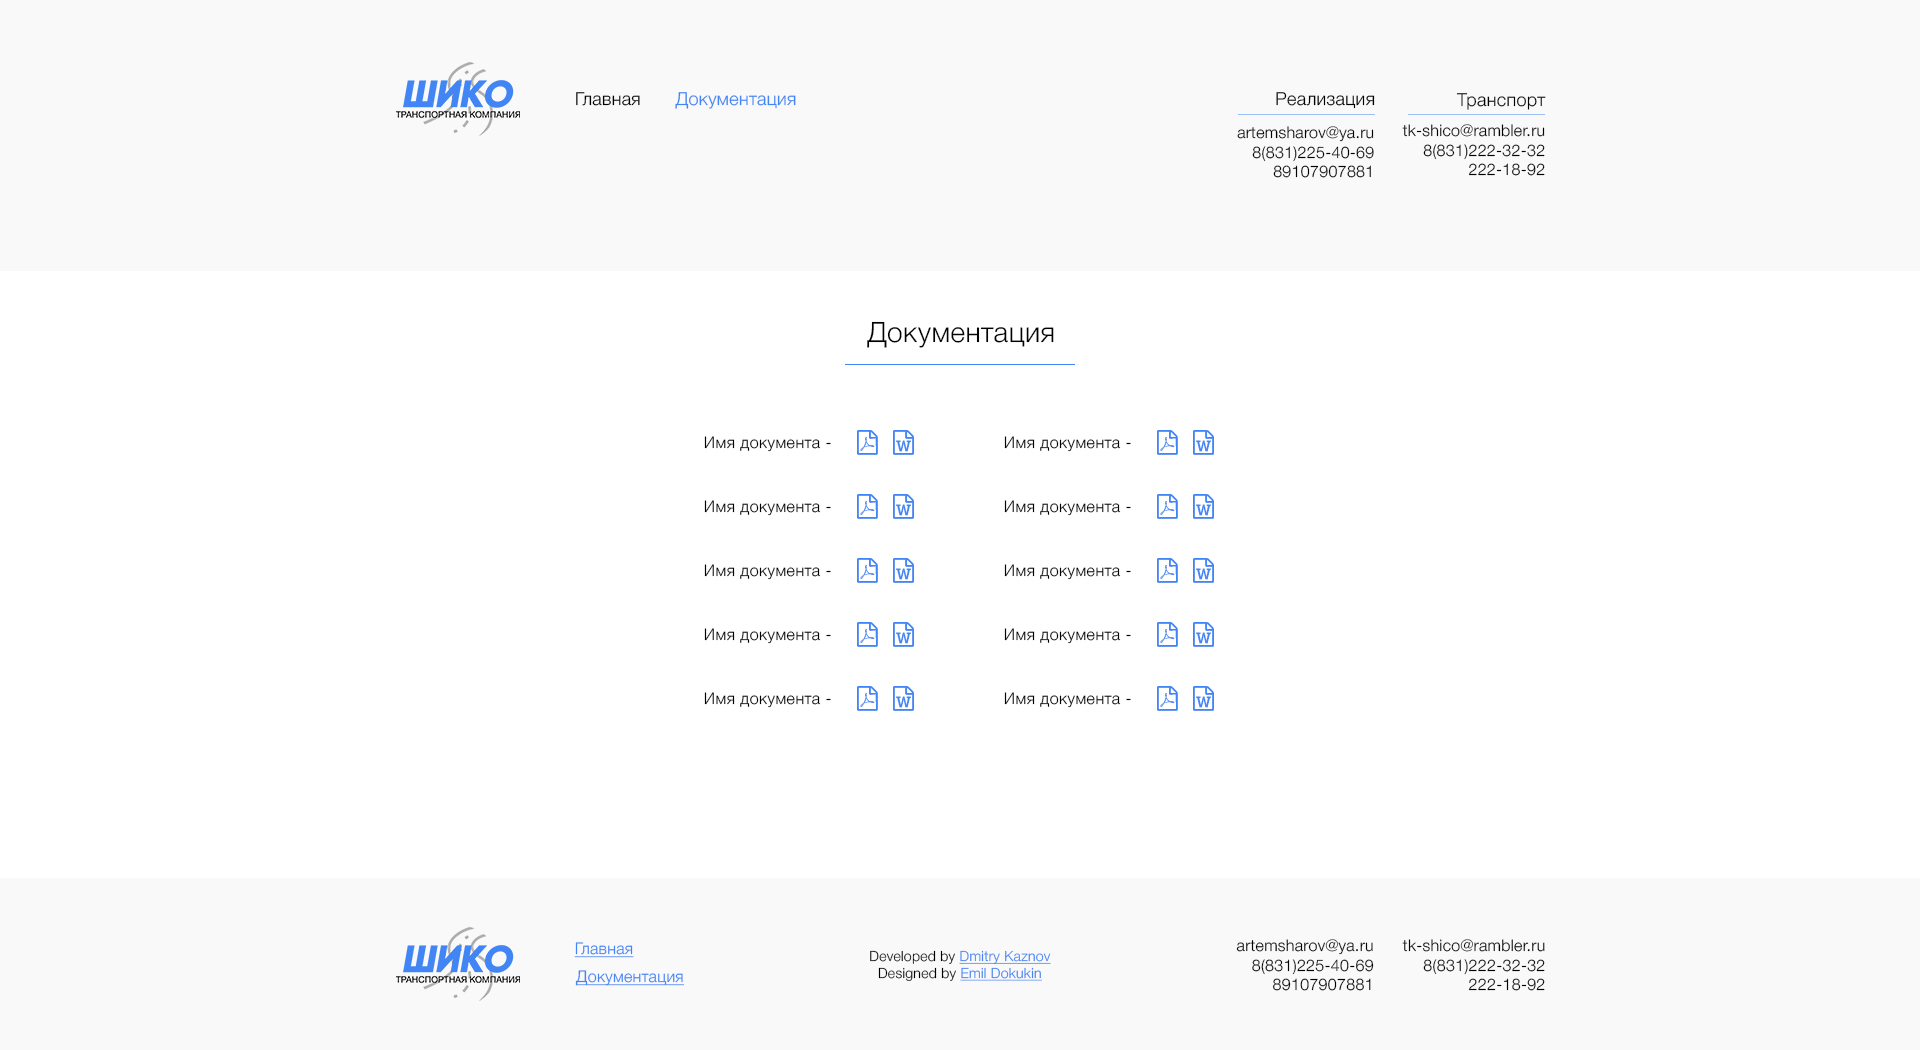 ШИКО
ТРАНСПОРТНАЯ КОМПАНИЯ
Главная
Документация
Реализация
artemsharov@ya.ru
8(831)225-40-69
89107907881
Транспорт
tk-shico@rambler.ru
8(831)222-32-32
222-18-92
Документация
Имя документа -
W
Имя документа -
W
Имя документа -
W
Имя документа -
W
Имя документа -
W
Имя документа -
W
Имя документа -
W
Имя документа -
W
Имя документа -
W
Имя документа -
W
ШИКО
ТРАНСПОРТНАЯ КОМПАНИЯ
Главная
Документация
Developed by Dmitry Kaznov
Designed by Emil Dokukin
artemsharov@ya.ru
8(831)225-40-69
89107907881
tk-shico@rambler.ru
8(831)222-32-32
222-18-92